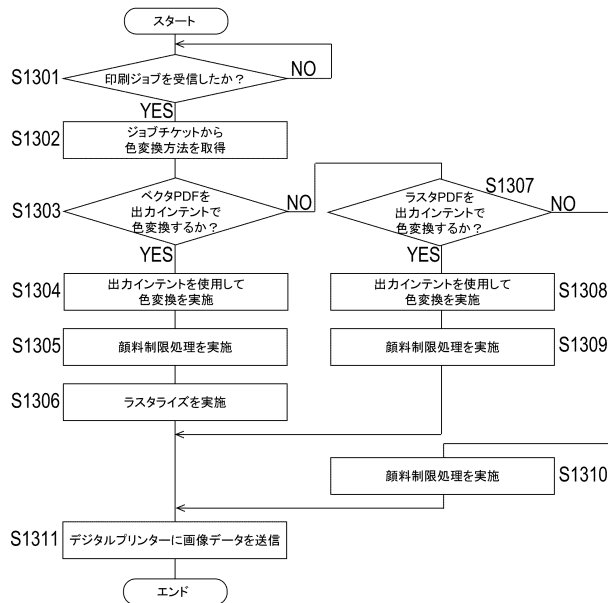 スタート
S1301
印刷ジョブを受信したか？
NO
YES
S1302
ジョブチケットから
色変換方法を取得
S1303
ベクタPDFを
出力インテントで
色変換するか？
NO
YES
S1307
ラスタPDFを
出力インテントで
色変換するか？
NO
YES
S1304
出力インテントを使用して
色変換を実施
出力インテントを使用して
色変換を実施
S1308
S1305
顔料制限処理を実施
顔料制限処理を実施
S1309
S1306
ラスタライズを実施
顔料制限処理を実施
S1310
S1311
デジタルプリンターに画像データを送信
エンド